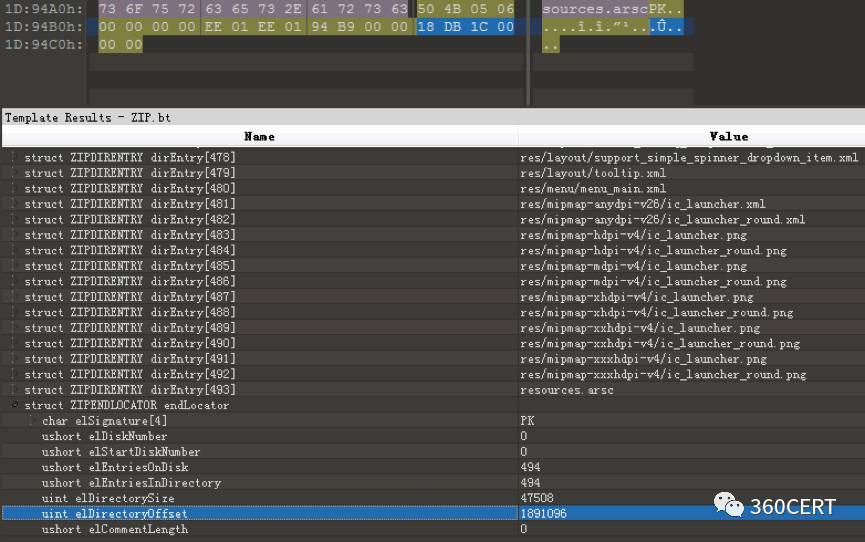 1D:94A0h: 73 6F 75 72 63 65 73 2E 61 72 73 63 50 4B 05 06 sources.arscPK..
1D:94B0h: 00 00 00 00 EE 01 EE 01 94 B9 00 00 18 DB 1C 00 ....î.î.”¹...Û..
1D:94C0h: 00 00 ..
Template Results - ZIP.bt
Name Value
struct ZIPDIRENTRY dirEntry[478] res/layout/support_simple_spinner_dropdown_item.xml
struct ZIPDIRENTRY dirEntry[479] res/layout/tooltip.xml
struct ZIPDIRENTRY dirEntry[480] res/menu/menu_main.xml
struct ZIPDIRENTRY dirEntry[481] res/mipmap-anydpi-v26/ic_launcher.xml
struct ZIPDIRENTRY dirEntry[482] res/mipmap-anydpi-v26/ic_launcher_round.xml
struct ZIPDIRENTRY dirEntry[483] res/mipmap-hdpi-v4/ic_launcher.png
struct ZIPDIRENTRY dirEntry[484] res/mipmap-hdpi-v4/ic_launcher_round.png
struct ZIPDIRENTRY dirEntry[485] res/mipmap-mdpi-v4/ic_launcher.png
struct ZIPDIRENTRY dirEntry[486] res/mipmap-mdpi-v4/ic_launcher_round.png
struct ZIPDIRENTRY dirEntry[487] res/mipmap-xhdpi-v4/ic_launcher.png
struct ZIPDIRENTRY dirEntry[488] res/mipmap-xhdpi-v4/ic_launcher_round.png
struct ZIPDIRENTRY dirEntry[489] res/mipmap-xxhdpi-v4/ic_launcher.png
struct ZIPDIRENTRY dirEntry[490] res/mipmap-xxhdpi-v4/ic_launcher_round.png
struct ZIPDIRENTRY dirEntry[491] res/mipmap-xxxhdpi-v4/ic_launcher.png
struct ZIPDIRENTRY dirEntry[492] res/mipmap-xxxhdpi-v4/ic_launcher_round.png
struct ZIPDIRENTRY dirEntry[493] resources.arsc
struct ZIPENDLOCATOR endLocator
char elSignature[4] PK
ushort elDiskNumber 0
ushort elStartDiskNumber 0
ushort elEntriesOnDisk 494
ushort elEntriesInDirectory 494
uint elDirectorySize 47508
uint elDirectoryOffset 1891096
ushort elCommentLength 0
360CERT